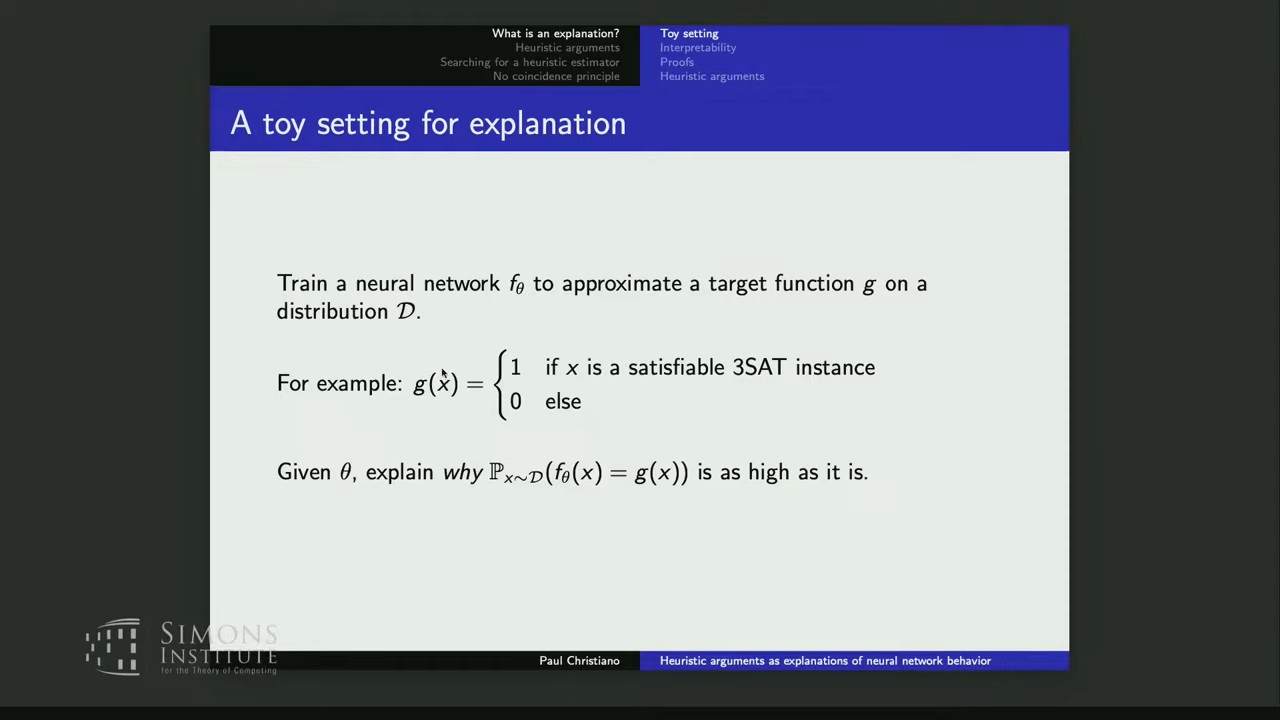 What is an explanation?
Heuristic arguments
Searching for a heuristic estimator
No coincidence principle
Toy setting
Interpretability
Proofs
Heuristic arguments
A toy setting for explanation
Train a neural network f_θ to approximate a target function g on a
distribution 𝒟.
For example: g(x) = { 1 if x is a satisfiable 3SAT instance
0 else
Given θ, explain why ℙ_{x∼𝒟}(f_θ(x) = g(x)) is as high as it is.
SIMONS
INSTITUTE
for the Theory of Computing
Paul Christiano
Heuristic arguments as explanations of neural network behavior